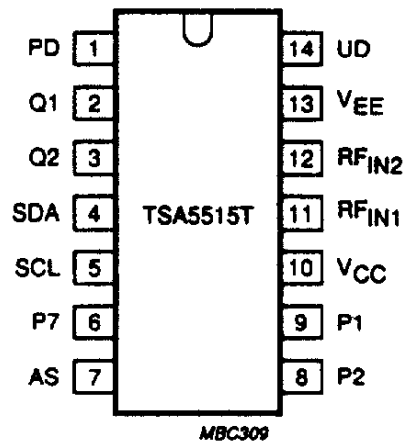 PD 1 14 UD
Q1 2 13 VEE
Q2 3 12 RFIN2
SDA 4 TSA5515T 11 RFIN1
SCL 5 10 VCC
P7 6 9 P1
AS 7 8 P2
MBC309